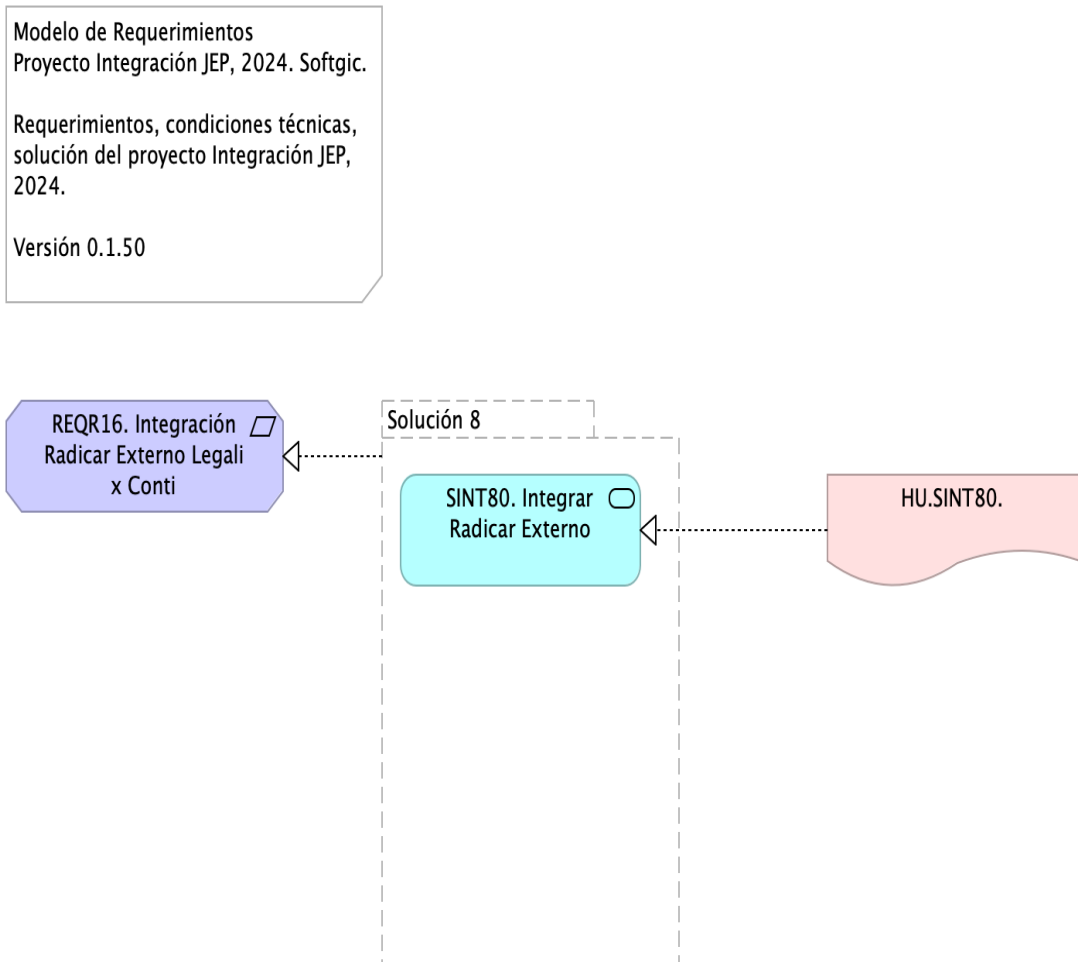 Modelo de Requerimientos
Proyecto Integración JEP, 2024. Softgic.
Requerimientos, condiciones técnicas,
solución del proyecto Integración JEP,
2024.
Versión 0.1.50
REQR16. Integración
Radicar Externo Legali
x Conti
Solución 8
SINT80. Integrar
Radicar Externo
HU.SINT80.